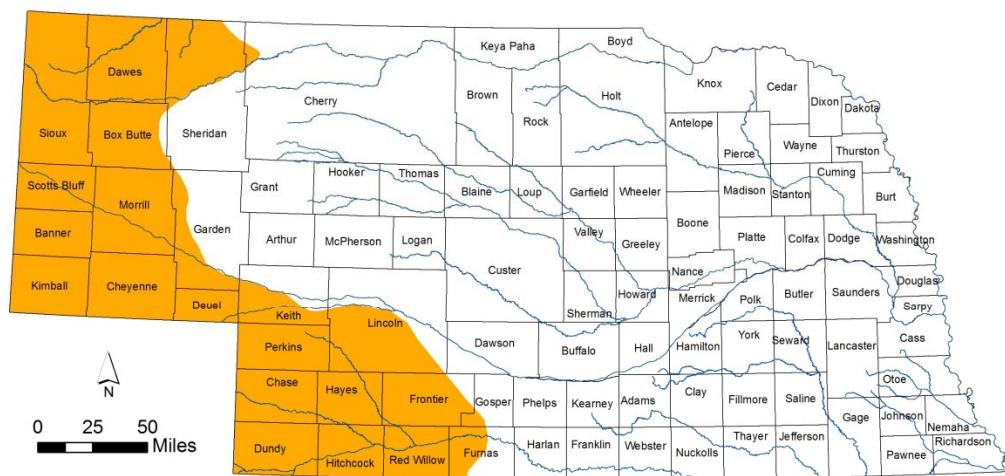 Boyd
Keya Paha
Knox
Cedar
Dawes
Dixon
Dakota
Cherry
Brown
Holt
Rock
Antelope
Sioux
Box Butte
Sheridan
Pierce
Wayne
Thurston
Cuming
Hooker
Thomas
Scotts Bluff
Grant
Blaine
Loup
Garfield
Wheeler
Madison
Stanton
Burt
Morrill
Garden
Boone
Banner
Arthur
McPherson
Logan
Valley
Greeley
Platte
Colfax
Dodge
Washington
Custer
Nance
Kimball
Cheyenne
Deuel
Keith
Lincoln
Sherman
Howard
Merrick
Polk
Butler
Saunders
Douglas
Sarpy
Perkins
Dawson
Buffalo
Hall
Hamilton
York
Seward
Lancaster
Cass
Otoe
N
Chase
Hayes
Frontier
Gosper
Phelps
Kearney
Adams
Clay
Fillmore
Saline
Gage
Johnson
Nemaha
0 25 50
Miles
Dundy
Hitchcock
Red Willow
Furnas
Harlan
Franklin
Webster
Nuckolls
Thayer
Jefferson
Pawnee
Richardson